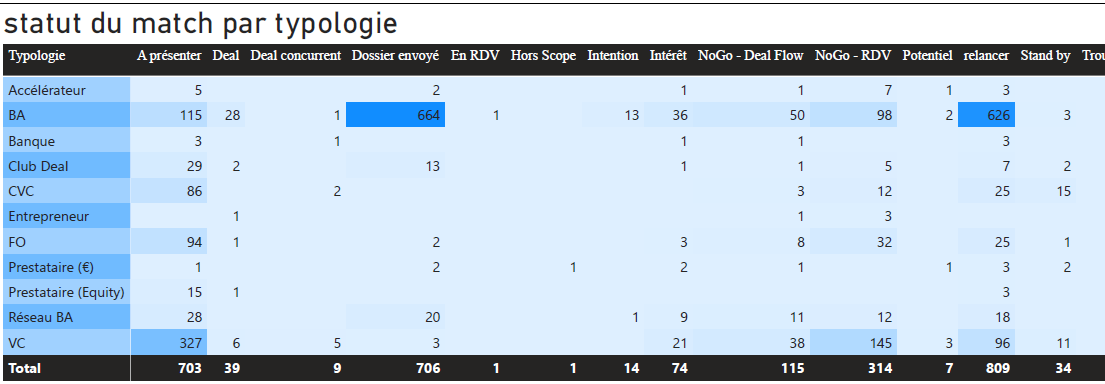 statut du match par typologie
Typologie A présenter Deal Deal concurrent Dossier envoyé En RDV Hors Scope Intention Intérêt NoGo - Deal Flow NoGo - RDV Potentiel relancer Stand by Trou
Accélérateur 5 2 1 1 7 1 3
BA 115 28 1 664 1 13 36 50 98 2 626 3
Banque 3 1 1 1 3
Club Deal 29 2 13 1 1 5 7 2
CVC 86 2 3 12 25 15
Entrepreneur 1 1 3
FO 94 1 2 3 8 32 25 1
Prestataire (€) 1 2 1 2 1 1 3 2
Prestataire (Equity) 15 1 3
Réseau BA 28 20 1 9 11 12 18
VC 327 6 5 3 21 38 145 3 96 11
Total 703 39 9 706 1 1 14 74 115 314 7 809 34